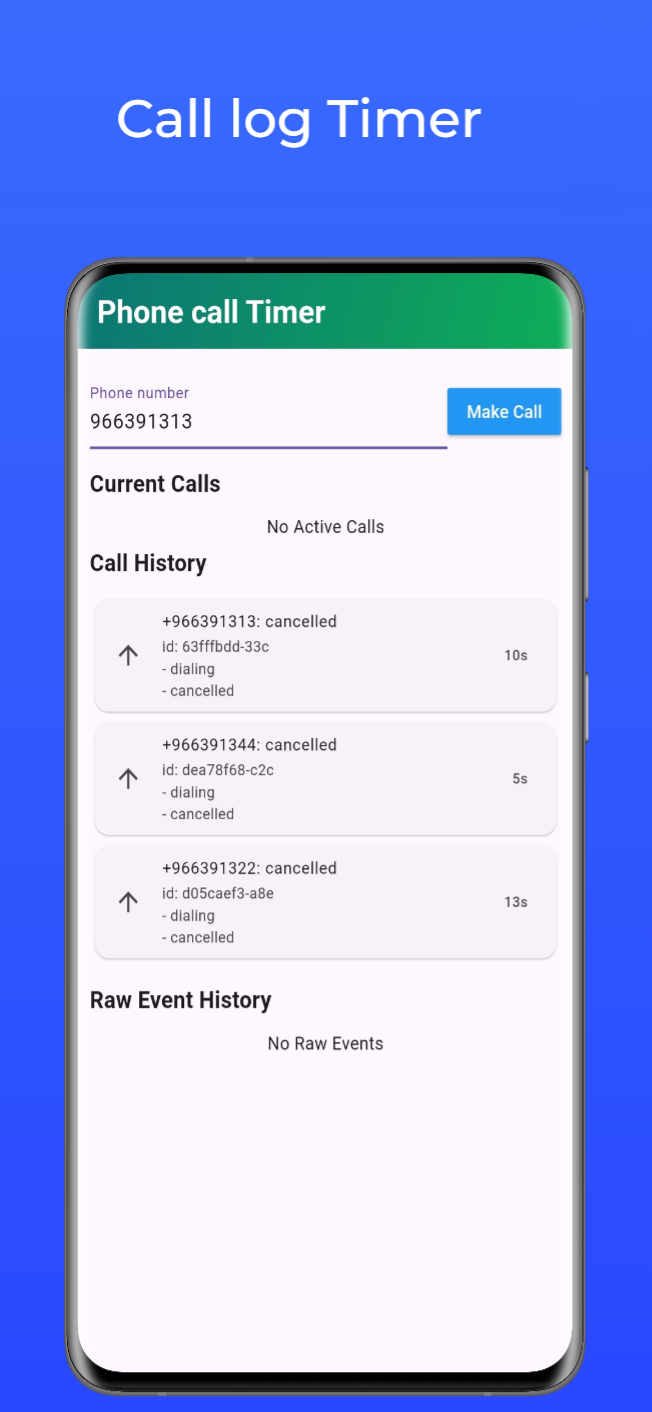 Call log Timer
Phone call Timer
Phone number
966391313
Make Call
Current Calls
No Active Calls
Call History
+966391313: cancelled
id: 63fffbdd-33c
- dialing
- cancelled
10s
+966391344: cancelled
id: dea78f68-c2c
- dialing
- cancelled
5s
+966391322: cancelled
id: d05caef3-a8e
- dialing
- cancelled
13s
Raw Event History
No Raw Events